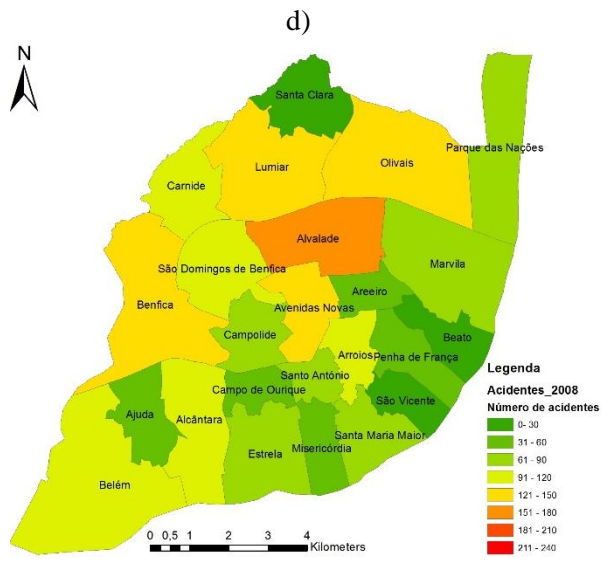 d)
N
Santa Clara
Parque das Nações
Lumiar
Olivais
Carnide
Alvalade
São Domingos de Benfica
Marvila
Areeiro
Benfica
Avenidas Novas
Campolide
Beato
Arroios
Penha de França
Santo António
Campo de Ourique
São Vicente
Ajuda
Alcântara
Santa Maria Maior
Estrela
Misericórdia
Belém
Legenda
Acidentes_2008
Número de acidentes
0- 30
31 - 60
61 - 90
91 - 120
121 - 150
151 - 180
181 - 210
211 - 240
0 0,5 1 2 3 4
Kilometers